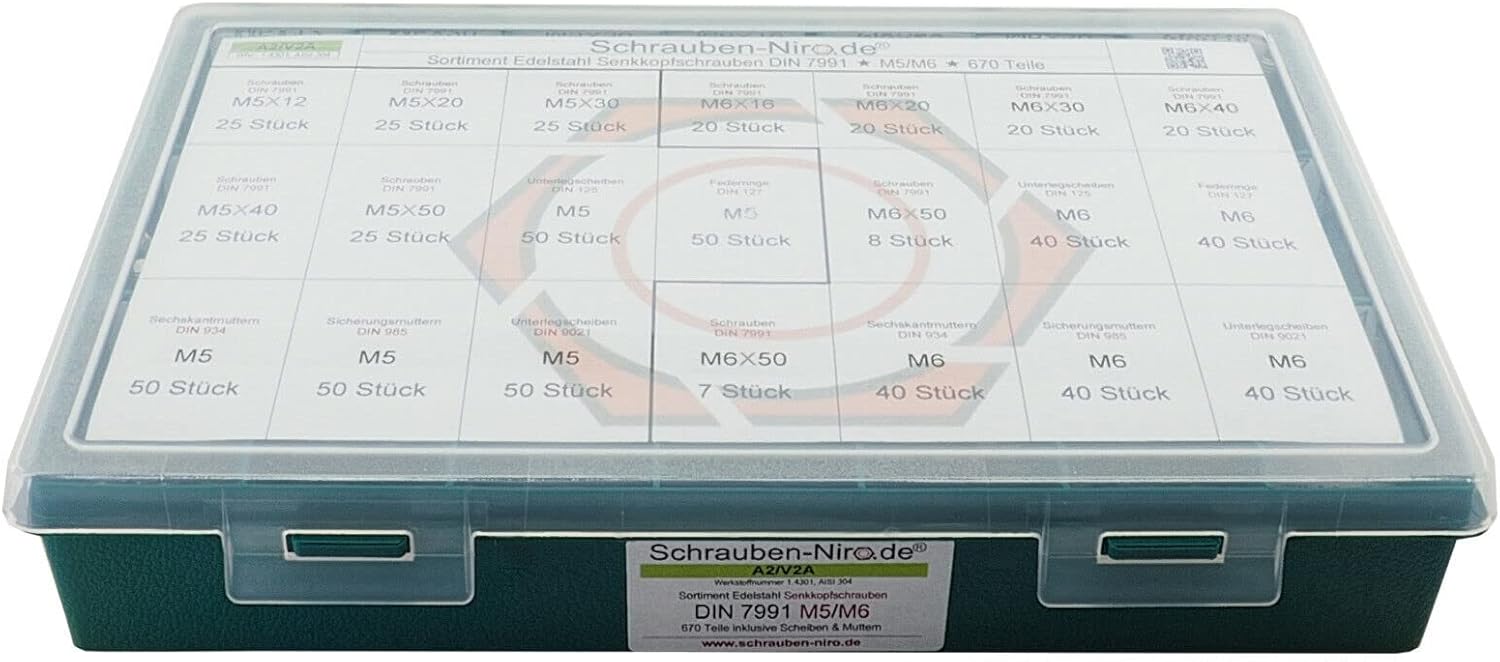 A2/V2A
Schrauben-Niro.de®
Sortiment Edelstahl Senkkopfschrauben DIN 7991 ★ M5/M6 ★ 670 Teile
Schrauben
DIN 7991
M5X12
25 Stück
Schrauben
DIN 7991
M5X20
25 Stück
Schrauben
DIN 7991
M5X30
25 Stück
Schrauben
DIN 7991
M6X16
20 Stück
Schrauben
DIN 7991
M6X20
20 Stück
Schrauben
DIN 7991
M6X30
20 Stück
Schrauben
DIN 7991
M6X40
20 Stück
Schrauben
DIN 7991
M5X40
25 Stück
Schrauben
DIN 7991
M5X50
25 Stück
Unterlegscheiben
DIN 125
M5
50 Stück
Federringe
DIN 127
M5
50 Stück
Schrauben
DIN 7991
M6X50
8 Stück
Unterlegscheiben
DIN 125
M6
40 Stück
Federringe
DIN 127
M6
40 Stück
Sechskantmuttern
DIN 934
M5
50 Stück
Sicherungsmuttern
DIN 985
M5
50 Stück
Unterlegscheiben
DIN 9021
M5
50 Stück
Schrauben
DIN 7991
M6X50
7 Stück
Sechskantmuttern
DIN 934
M6
40 Stück
Sicherungsmuttern
DIN 985
M6
40 Stück
Unterlegscheiben
DIN 9021
M6
40 Stück
Schrauben-Niro.de®
A2/V2A
Werkstoffnummer 1.4301, AISI 304
Sortiment Edelstahl Senkkopfschrauben
DIN 7991 M5/M6
670 Teile inklusive Scheiben & Muttern
www.schrauben-niro.de